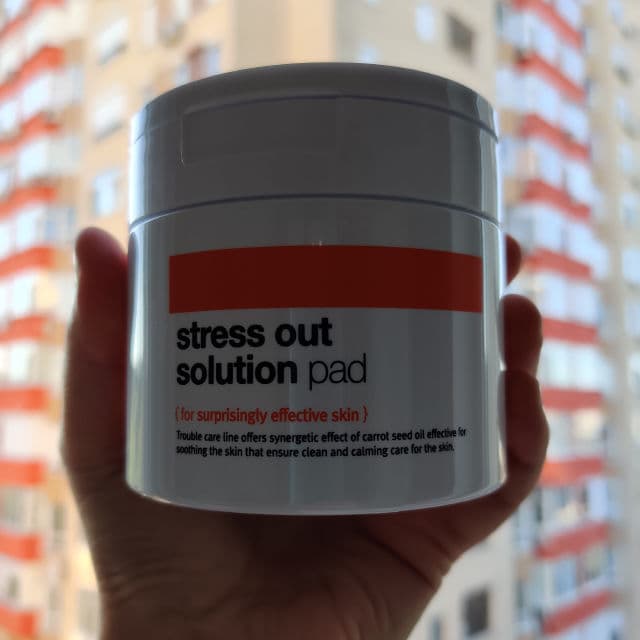 stress out
solution pad
{ for surprisingly effective skin }
Trouble care line offers synergetic effect of carrot seed oil effective for
soothing the skin that ensure clean and calming care for the skin.